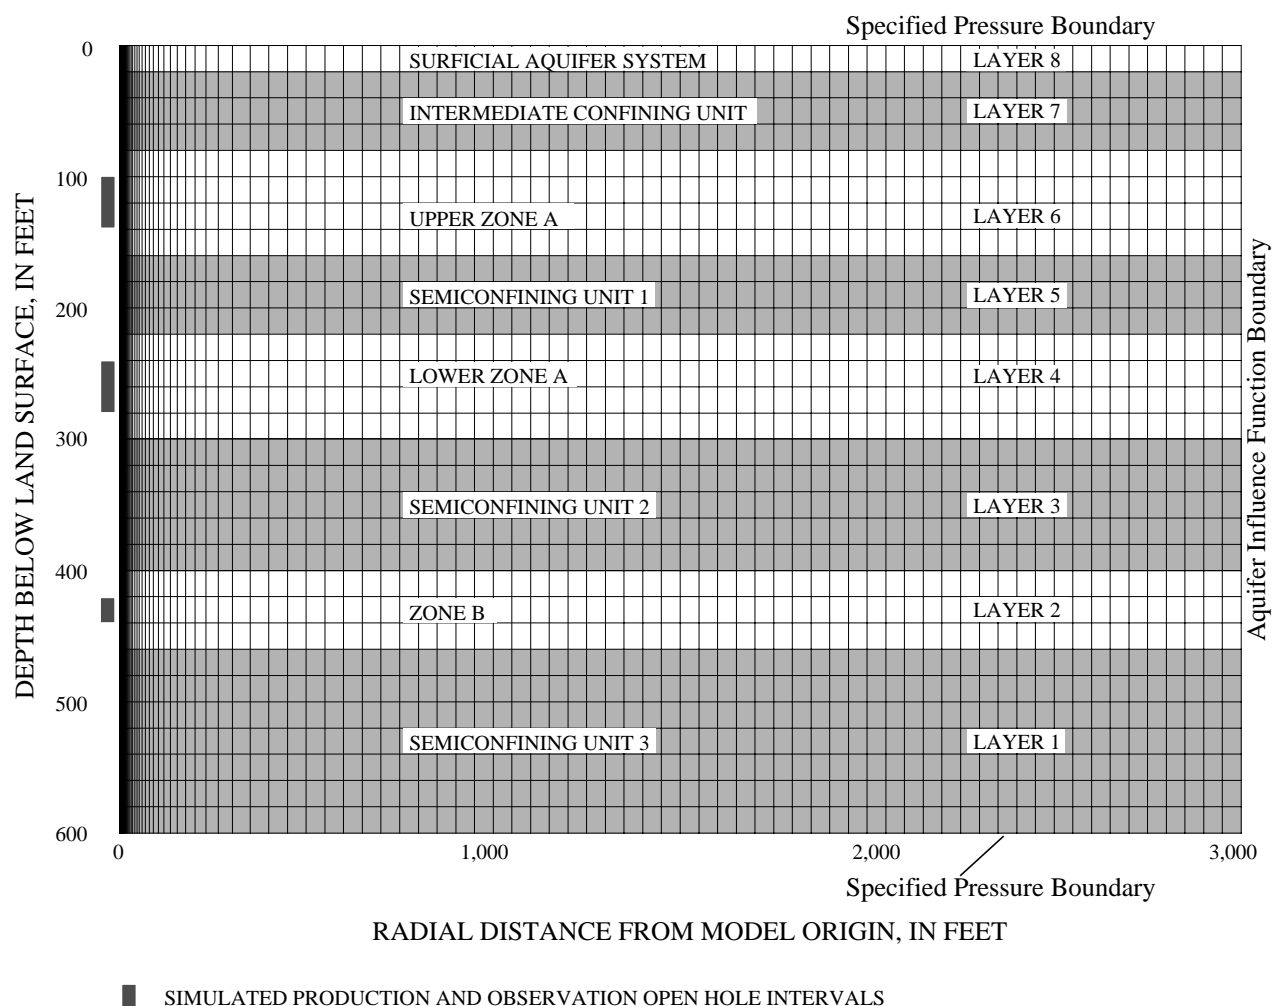 Specified Pressure Boundary
0
SURFICIAL AQUIFER SYSTEM
LAYER 8
INTERMEDIATE CONFINING UNIT
LAYER 7
100
UPPER ZONE A
LAYER 6
200
SEMICONFINING UNIT 1
LAYER 5
LOWER ZONE A
LAYER 4
300
SEMICONFINING UNIT 2
LAYER 3
400
ZONE B
LAYER 2
500
SEMICONFINING UNIT 3
LAYER 1
600
DEPTH BELOW LAND SURFACE, IN FEET
Aquifer Influence Function Boundary
0
1,000
2,000
3,000
Specified Pressure Boundary
RADIAL DISTANCE FROM MODEL ORIGIN, IN FEET
SIMULATED PRODUCTION AND OBSERVATION OPEN HOLE INTERVALS